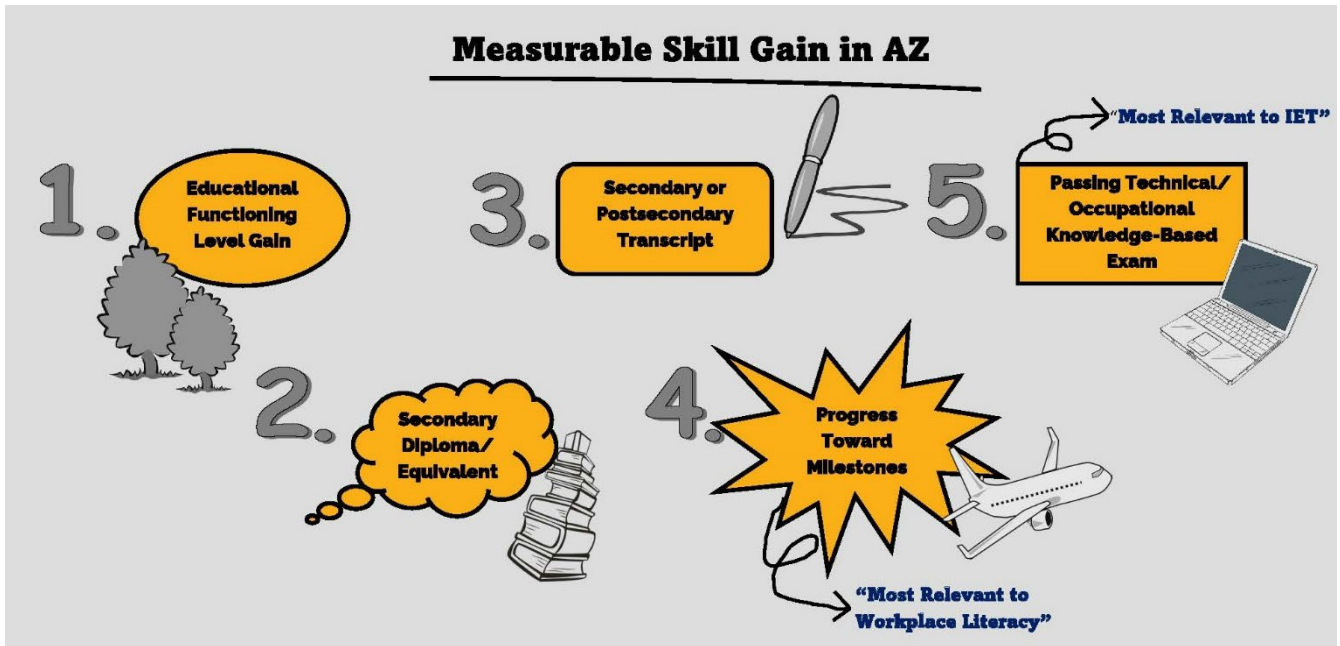 Measurable Skill Gain in AZ
1.
Educational
Functioning
Level Gain
2.
Secondary
Diploma/
Equivalent
3.
Secondary or
Postsecondary
Transcript
4.
Progress
Toward
Milestones
“Most Relevant to
Workplace Literacy”
5.
Passing Technical/
Occupational
Knowledge-Based
Exam
“Most Relevant to IET”